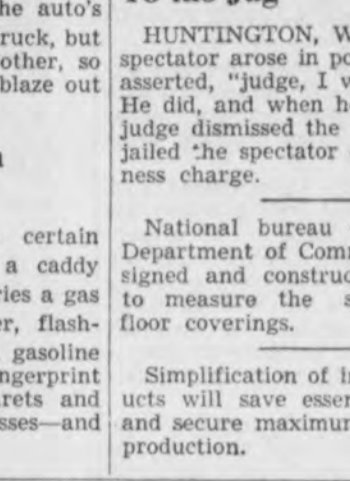 he auto's
ruck, but
other, so
blaze out
certain
a caddy
ries a gas
er, flash-
gasoline
ngerprint
rets and
sses—and
HUNTINGTON, W
spectator arose in po
asserted, "judge, I v
He did, and when h
judge dismissed the
jailed the spectator
ness charge.
National bureau
Department of Com
signed and construc
to measure the s
floor coverings.
Simplification of i
ucts will save esser
and secure maximu
production.